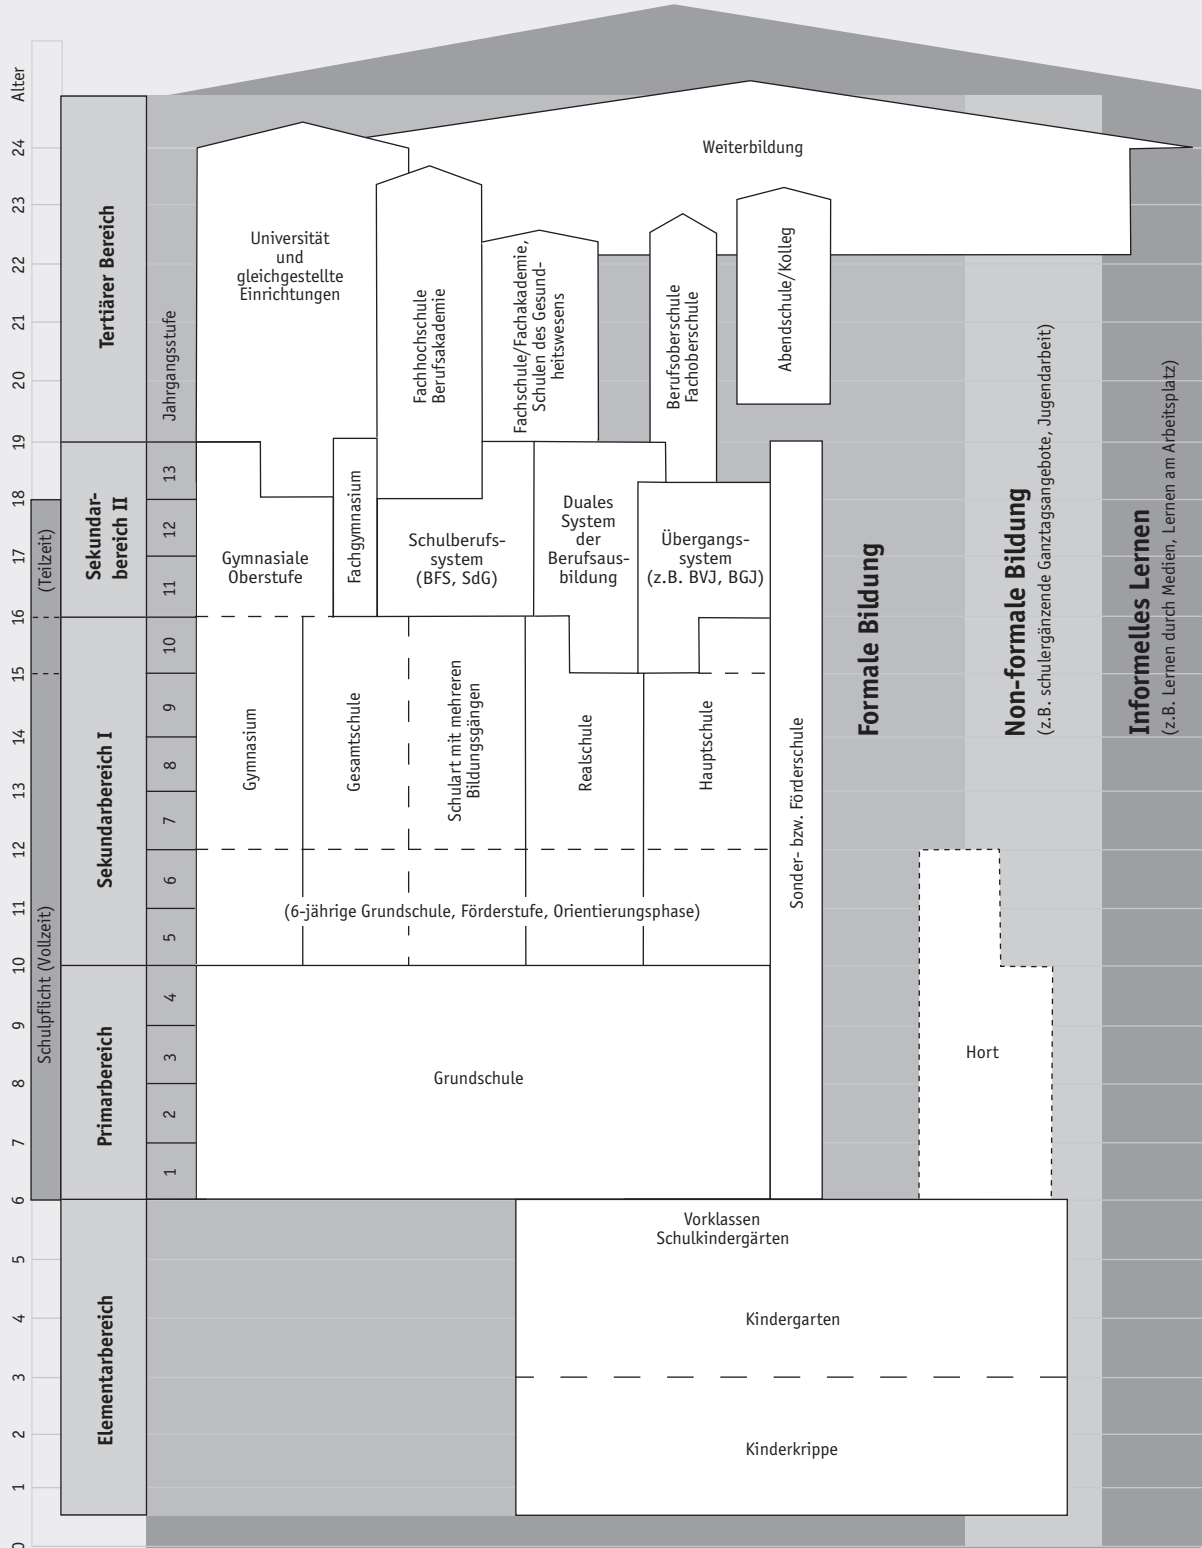 Alter
24
23
22
21
20
19
18
17
16
15
14
13
12
11
10
9
8
7
6
5
4
3
2
1
0
(Teilzeit)
Schulpflicht (Vollzeit)
Tertiärer Bereich
Sekundar-
bereich II
Sekundarbereich I
Primarbereich
Elementarbereich
Jahrgangsstufe
13
12
11
10
9
8
7
6
5
4
3
2
1
Weiterbildung
Universität
und
gleichgestellte
Einrichtungen
Fachhochschule
Berufsakademie
Fachschule/Fachakademie,
Schulen des Gesund-
heitswesens
Berufsoberschule
Fachoberschule
Abendschule/Kolleg
Gymnasiale
Oberstufe
Fachgymnasium
Schulberufs-
system
(BFS, SdG)
Duales
System
der
Berufsaus-
bildung
Übergangs-
system
(z.B. BVJ, BGJ)
Gymnasium
Gesamtschule
Schulart mit mehreren
Bildungsgängen
Realschule
Hauptschule
Sonder- bzw. Förderschule
(6-jährige Grundschule, Förderstufe, Orientierungsphase)
Grundschule
Formale Bildung
Non-formale Bildung
(z.B. schulergänzende Ganztagsangebote, Jugendarbeit)
Informelles Lernen
(z.B. Lernen durch Medien, Lernen am Arbeitsplatz)
Hort
Vorklassen
Schulkindergärten
Kindergarten
Kinderkrippe